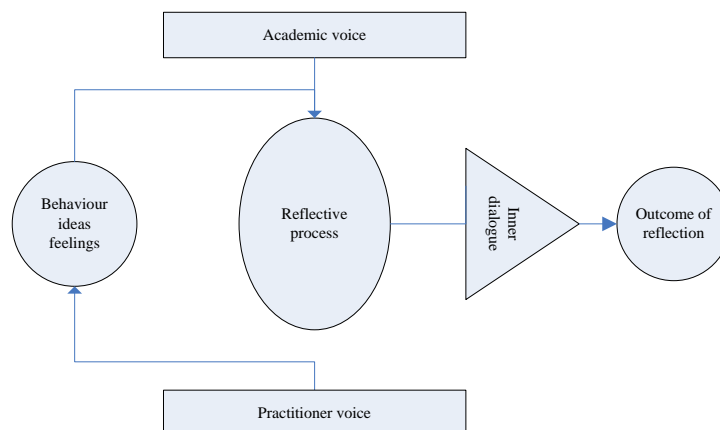 Academic voice
Behaviour
ideas
feelings
Reflective
process
Inner
dialogue
Outcome of
reflection
Practitioner voice